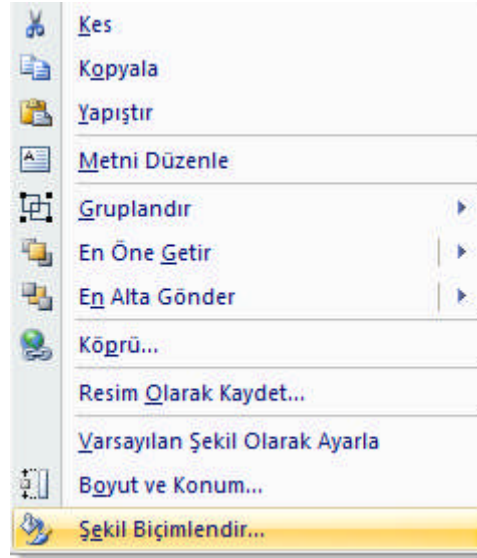 Kes
Kopyala
Yapıştır
Metni Düzenle
Gruplandır
En Öne Getir
En Alta Gönder
Köprü...
Resim Olarak Kaydet...
Varsayılan Şekil Olarak Ayarla
Boyut ve Konum...
Şekil Biçimlendir...